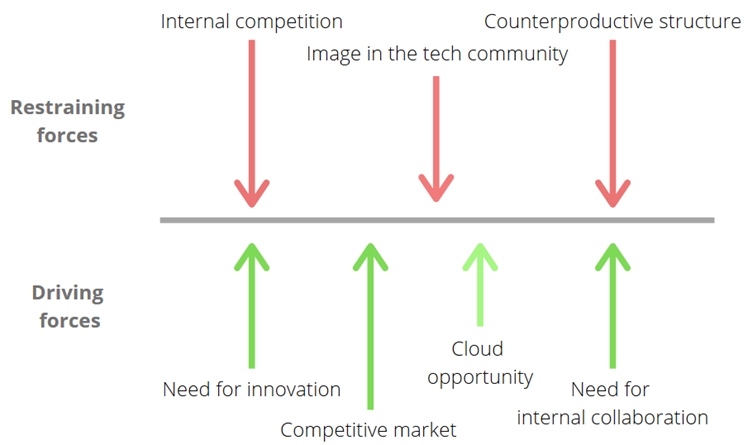 Internal competition
Counterproductive structure
Image in the tech community
Restraining
forces
Driving
forces
Cloud
opportunity
Need for innovation
Need for
internal collaboration
Competitive market